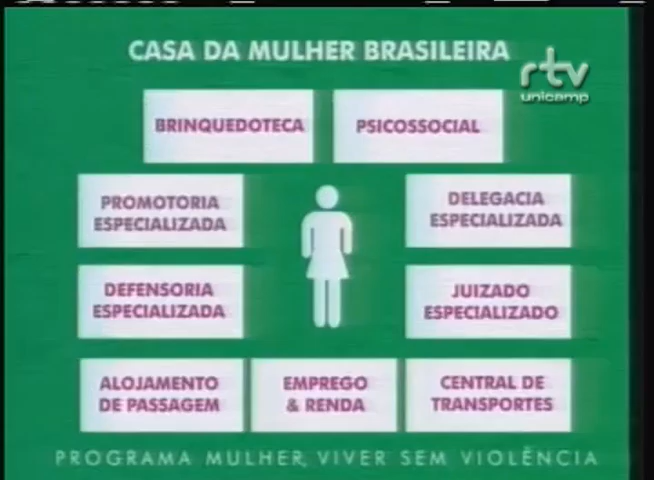 CASA DA MULHER BRASILEIRA
rtv
unicamp
BRINQUEDOTECA
PSICOSSOCIAL
PROMOTORIA
ESPECIALIZADA
DELEGACIA
ESPECIALIZADA
DEFENSORIA
ESPECIALIZADA
JUIZADO
ESPECIALIZADO
ALOJAMENTO
DE PASSAGEM
EMPREGO
& RENDA
CENTRAL DE
TRANSPORTES
PROGRAMA MULHER, VIVER SEM VIOLÊNCIA